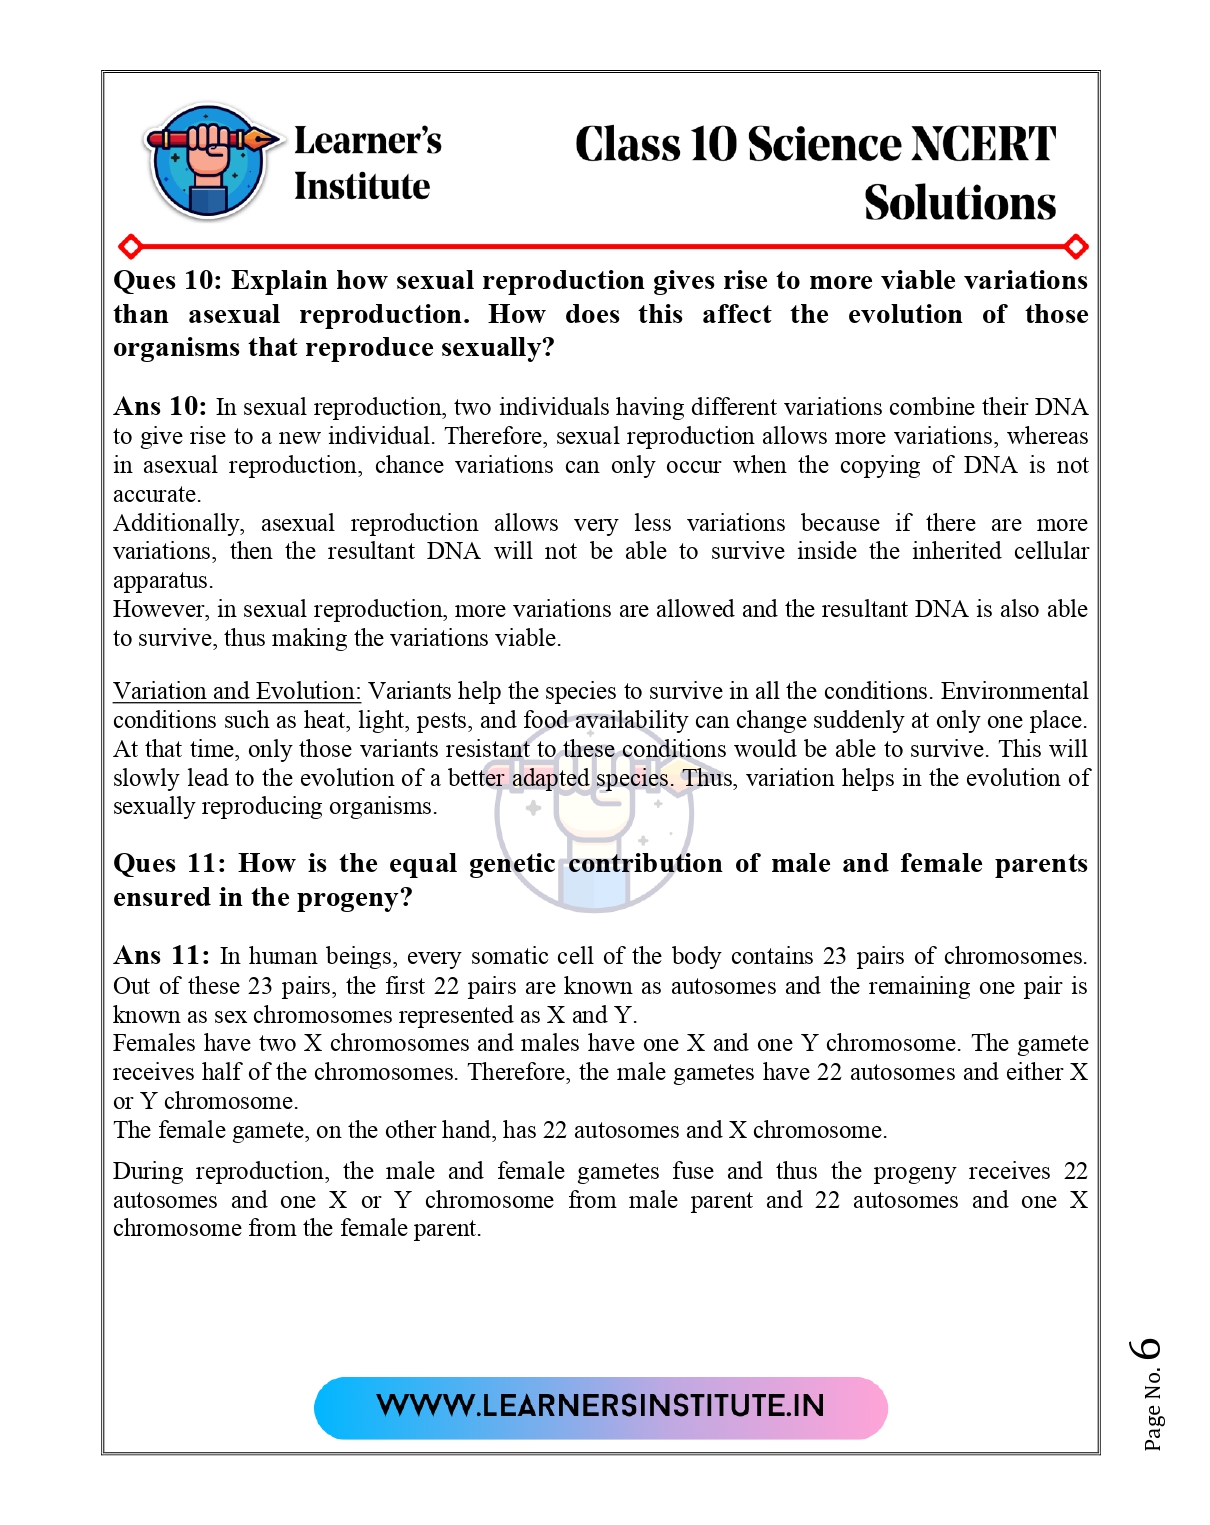 Learner's
Institute
Class 10 Science NCERT
Solutions
Ques 10: Explain how sexual reproduction gives rise to more viable variations
than asexual reproduction. How does this affect the evolution of those
organisms that reproduce sexually?
Ans 10: In sexual reproduction, two individuals having different variations combine their DNA
to give rise to a new individual. Therefore, sexual reproduction allows more variations, whereas
in asexual reproduction, chance variations can only occur when the copying of DNA is not
accurate.
Additionally, asexual reproduction allows very less variations because if there are more
variations, then the resultant DNA will not be able to survive inside the inherited cellular
apparatus.
However, in sexual reproduction, more variations are allowed and the resultant DNA is also able
to survive, thus making the variations viable.
Variation and Evolution: Variants help the species to survive in all the conditions. Environmental
conditions such as heat, light, pests, and food availability can change suddenly at only one place.
At that time, only those variants resistant to these conditions would be able to survive. This will
slowly lead to the evolution of a better adapted species. Thus, variation helps in the evolution of
sexually reproducing organisms.
Ques 11: How is the equal genetic contribution of male and female parents
ensured in the progeny?
Ans 11: In human beings, every somatic cell of the body contains 23 pairs of chromosomes.
Out of these 23 pairs, the first 22 pairs are known as autosomes and the remaining one pair is
known as sex chromosomes represented as X and Y.
Females have two X chromosomes and males have one X and one Y chromosome. The gamete
receives half of the chromosomes. Therefore, the male gametes have 22 autosomes and either X
or Y chromosome.
The female gamete, on the other hand, has 22 autosomes and X chromosome.
During reproduction, the male and female gametes fuse and thus the progeny receives 22
autosomes and one X or Y chromosome from male parent and 22 autosomes and one X
chromosome from the female parent.
WWW.LEARNERSINSTITUTE.IN
Page No. 6